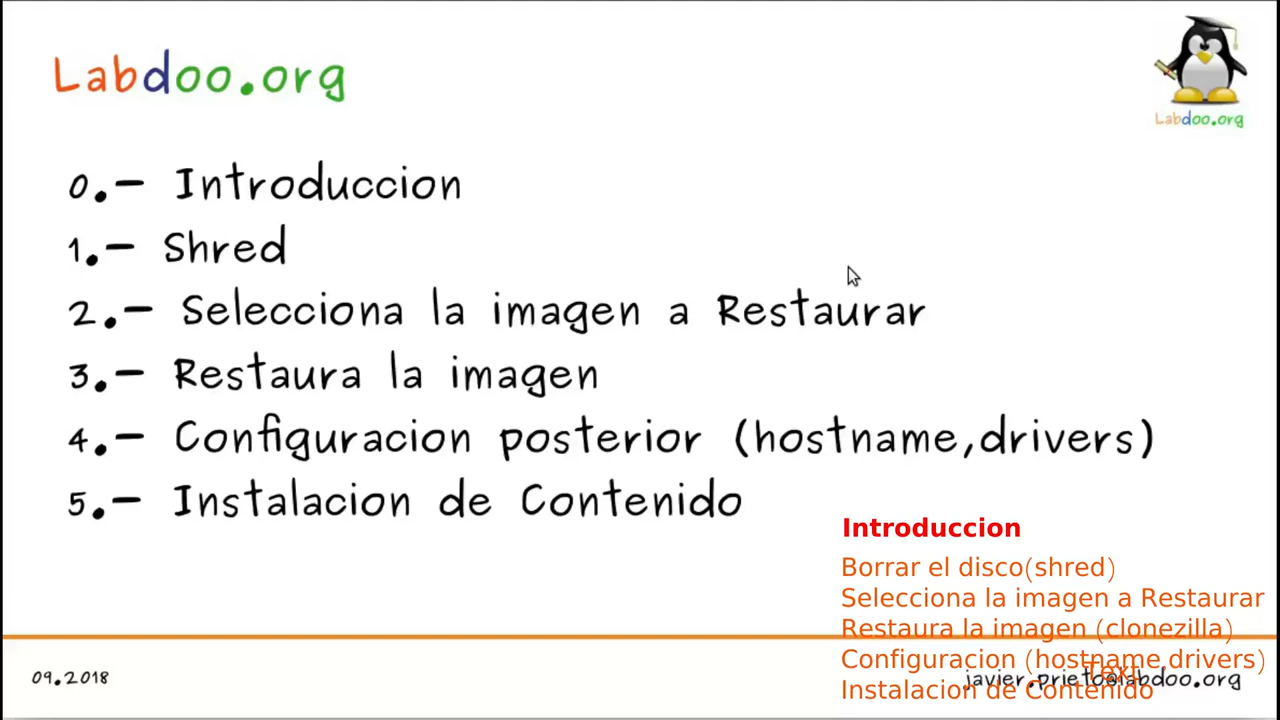 Labdoo.org
Labdoo.org
0.- Introduccion
1.- Shred
2.- Selecciona la imagen a Restaurar
3.- Restaura la imagen
4.- Configuracion posterior (hostname,drivers)
5.- Instalacion de Contenido
Introduccion
Borrar el disco(shred)
Selecciona la imagen a Restaurar
Restaura la imagen (clonezilla)
Configuracion (hostname,drivers)
Instalacion de Contenido
Text
09.2018
javier.prieto@labdoo.org